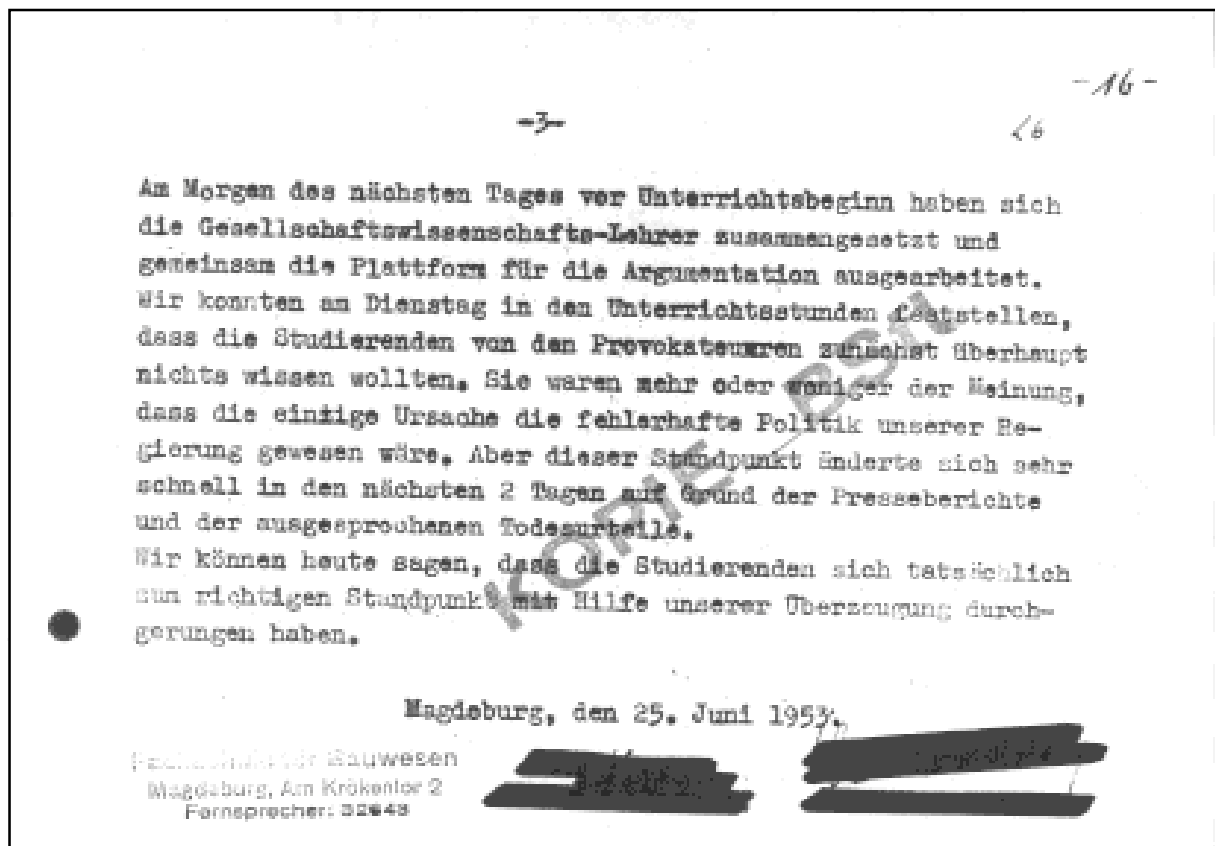 -16-
-3-
Am Morgen des nächsten Tages vor Unterrichtsbeginn haben sich
die Gesellschaftswissenschafts-Lehrer zusammengesetzt und
gemeinsam die Plattform für die Argumentation ausgearbeitet.
Wir konnten am Dienstag in den Unterrichtsstunden feststellen,
dass die Studierenden von den Provokateuren zunächst überhaupt
nichts wissen wollten. Sie waren mehr oder weniger der Meinung,
dass die einzige Ursache die fehlerhafte Politik unserer Re-
gierung gewesen wäre. Aber dieser Standpunkt änderte sich sehr
schnell in den nächsten 2 Tagen auf Grund der Presseberichte
und der ausgesprochenen Todesurteile.
Wir können heute sagen, dass die Studierenden sich tatsächlich
zum richtigen Standpunkt mit Hilfe unserer Überzeugung durch-
gerungen haben.
KOPIE BSTU
Magdeburg, den 25. Juni 1953.
Bauwesen
Magdeburg, Am Krökentor 2
Fernsprecher: 32643